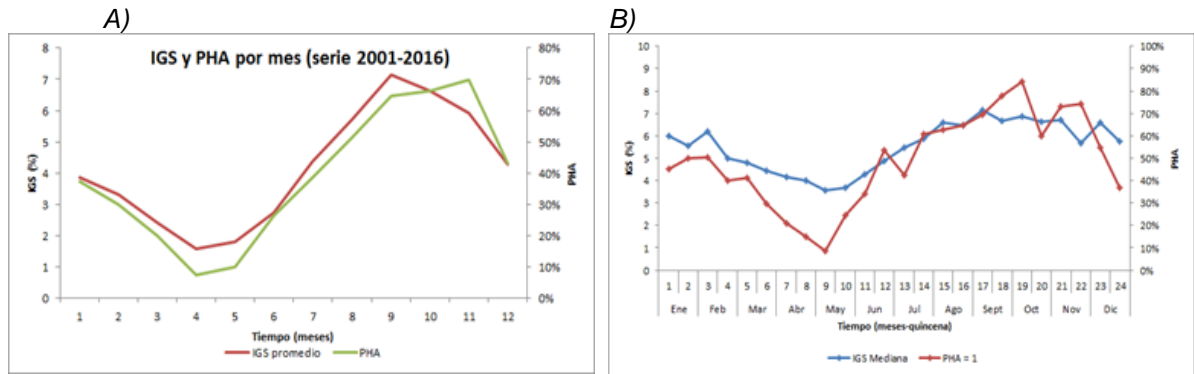 A)
IGS y PHA por mes (serie 2001-2016)
8
7
6
5
4
3
2
1
0
80%
70%
60%
50%
40%
30%
20%
10%
0%
IGS (%)
PHA
1 2 3 4 5 6 7 8 9 10 11 12
Tiempo (meses)
IGS promedio PHA
B)
10
9
8
7
6
5
4
3
2
1
0
100%
90%
80%
70%
60%
50%
40%
30%
20%
10%
0%
IGS (%)
PHA
1 2 3 4 5 6 7 8 9 10 11 12 13 14 15 16 17 18 19 20 21 22 23 24
Ene Feb Mar Abr May Jun Jul Ago Sept Oct Nov Dic
Tiempo (meses-quincena)
IGS Mediana PHA = 1